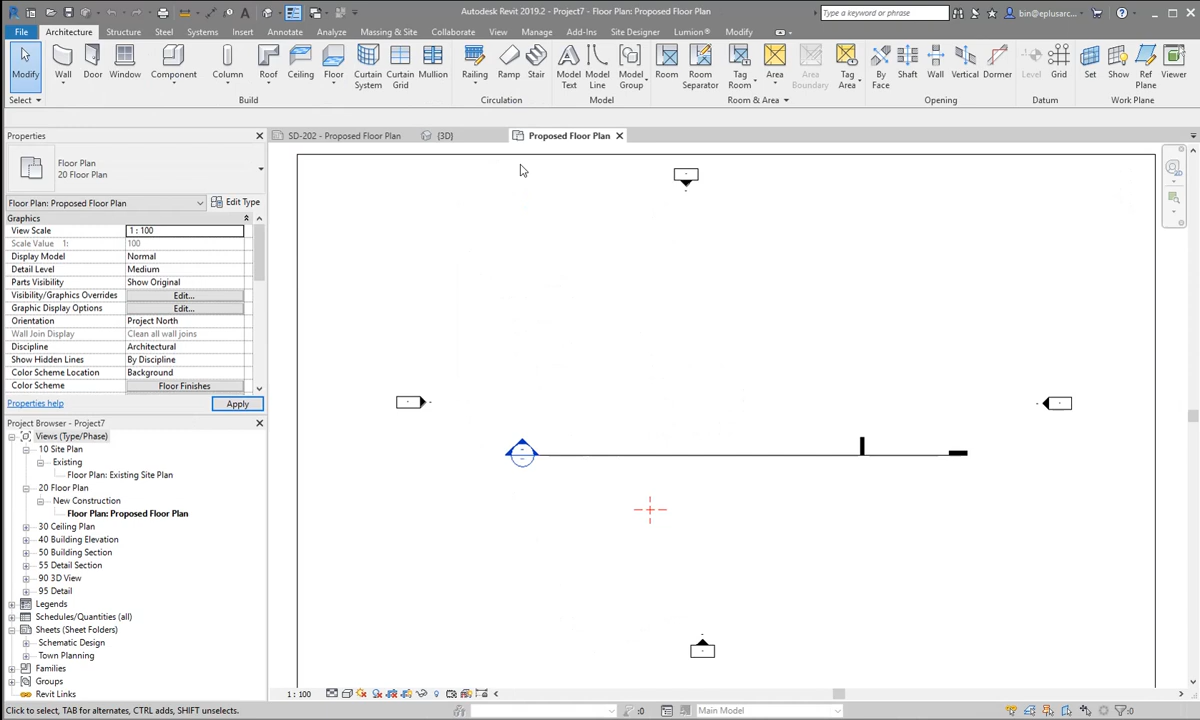 Autodesk Revit 2019.2 - Project7 - Floor Plan: Proposed Floor Plan
Type a keyword or phrase
bin@eplusarc...
File Architecture Structure Steel Systems Insert Annotate Analyze Massing & Site Collaborate View Manage Add-Ins Site Designer Lumion® Modify
Modify
Wall
Door
Window
Component
Column
Roof
Ceiling
Floor
Curtain System
Curtain Grid
Mullion
Railing
Ramp
Stair
Model Text
Model Line
Model Group
Room
Room Separator
Tag Room
Area
Area Boundary
Tag Area
By Face
Shaft
Wall
Vertical
Dormer
Level
Grid
Set
Show
Ref Plane
Viewer
Select
Build
Circulation
Model
Room & Area
Opening
Datum
Work Plane
Properties
SD-202 - Proposed Floor Plan
{3D}
Proposed Floor Plan
Floor Plan
20 Floor Plan
Floor Plan: Proposed Floor Plan
Edit Type
Graphics
View Scale 1 : 100
Scale Value 1: 100
Display Model Normal
Detail Level Medium
Parts Visibility Show Original
Visibility/Graphics Overrides Edit...
Graphic Display Options Edit...
Orientation Project North
Wall Join Display Clean all wall joins
Discipline Architectural
Show Hidden Lines By Discipline
Color Scheme Location Background
Color Scheme Floor Finishes
Properties help
Apply
Project Browser - Project7
Views (Type/Phase)
10 Site Plan
Existing
Floor Plan: Existing Site Plan
20 Floor Plan
New Construction
Floor Plan: Proposed Floor Plan
30 Ceiling Plan
40 Building Elevation
50 Building Section
55 Detail Section
90 3D View
95 Detail
Legends
Schedules/Quantities (all)
Sheets (Sheet Folders)
Schematic Design
Town Planning
Families
Groups
Revit Links
1 : 100
Click to select, TAB for alternates, CTRL adds, SHIFT unselects.
:0
Main Model
:0